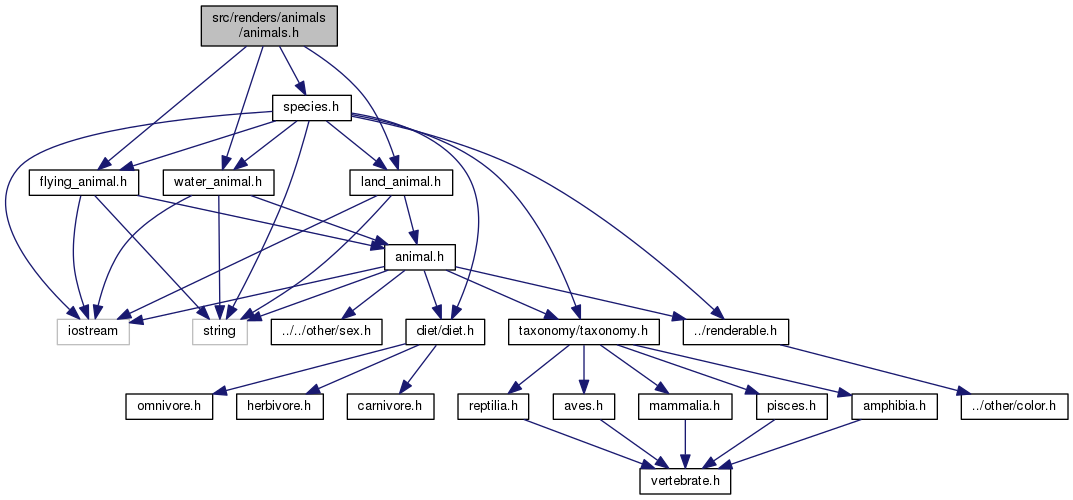 src/renders/animals
/animals.h
species.h
flying_animal.h
water_animal.h
land_animal.h
animal.h
iostream
string
../../other/sex.h
diet/diet.h
taxonomy/taxonomy.h
../renderable.h
omnivore.h
herbivore.h
carnivore.h
reptilia.h
aves.h
mammalia.h
pisces.h
amphibia.h
../other/color.h
vertebrate.h